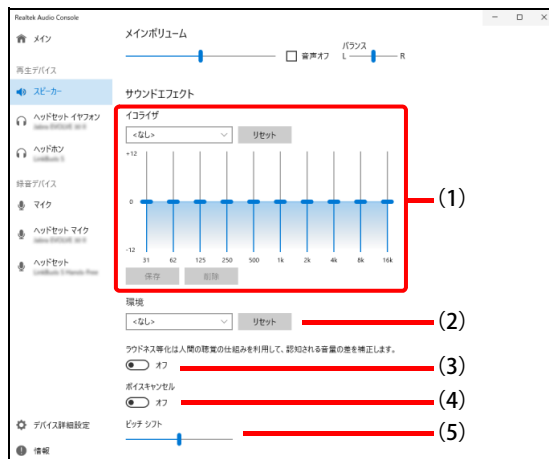 Realtek Audio Console
メイン
再生デバイス
スピーカー
ヘッドセット イヤフォン
ヘッドホン
録音デバイス
マイク
ヘッドセット マイク
ヘッドセット
デバイス詳細設定
情報
メインボリューム
音声オフ
バランス
L R
サウンドエフェクト
イコライザ
<なし> リセット
+12
0
-12
31 62 125 250 500 1k 2k 4k 8k 16k
保存 削除
(1)
環境
<なし> リセット
(2)
ラウドネス等化は人間の聴覚の仕組みを利用して、認知される音量の差を補正します。
オフ
(3)
ボイスキャンセル
オフ
(4)
ピッチ シフト
(5)